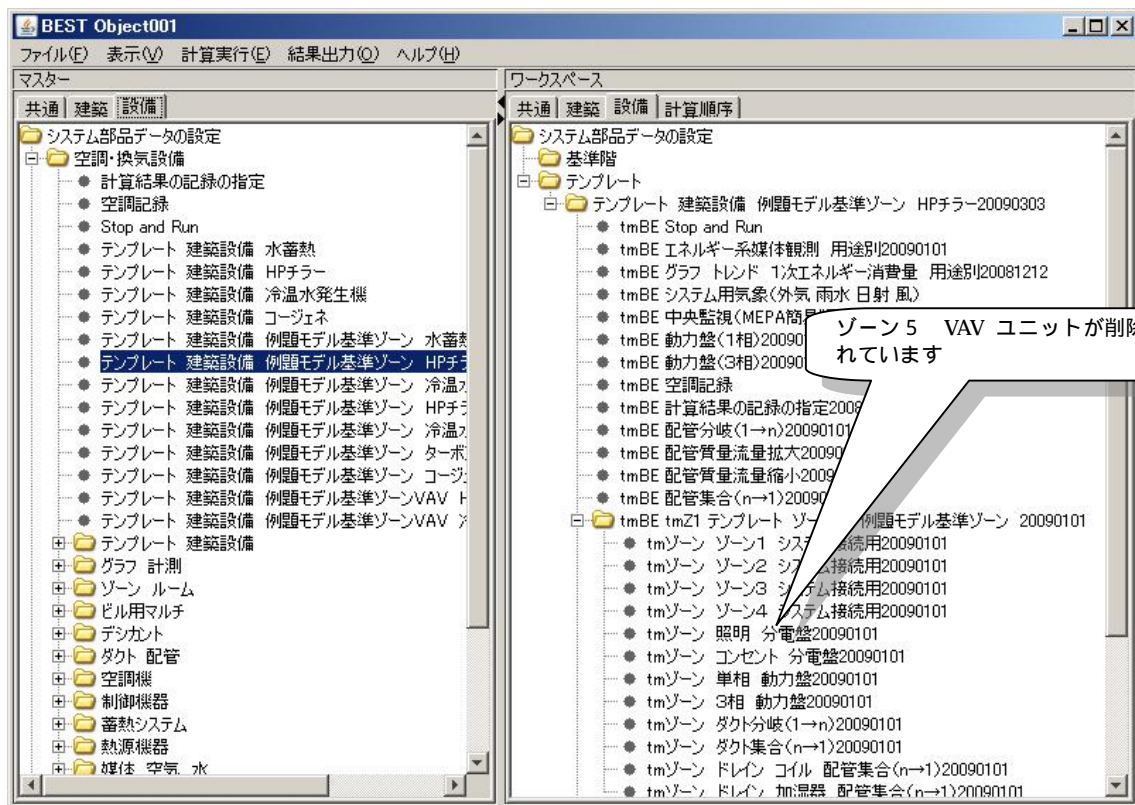 BEST Object001
ファイル(F) 表示(V) 計算実行(E) 結果出力(O) ヘルプ(H)
マスター
共通 建築 設備
システム部品データの設定
空調・換気設備
計算結果の記録の指定
空調記録
Stop and Run
テンプレート 建築設備 水蓄熱
テンプレート 建築設備 HPチラー
テンプレート 建築設備 冷温水発生機
テンプレート 建築設備 コージェネ
テンプレート 建築設備 例題モデル基準ゾーン 水蓄熱
テンプレート 建築設備 例題モデル基準ゾーン HPチラ
テンプレート 建築設備 例題モデル基準ゾーン 冷温
テンプレート 建築設備 例題モデル基準ゾーン HPチラ
テンプレート 建築設備 例題モデル基準ゾーン 冷温
テンプレート 建築設備 例題モデル基準ゾーン ターボ
テンプレート 建築設備 例題モデル基準ゾーン コージ
テンプレート 建築設備 例題モデル基準ゾーンVAV
テンプレート 建築設備 例題モデル基準ゾーンVAV
テンプレート 建築設備
グラフ 計測
ゾーン ルーム
ビル用マルチ
デシカント
ダクト 配管
空調機
制御機器
蓄熱システム
熱源機器
媒体 空気 水
ワークスペース
共通 建築 設備 計算順序
システム部品データの設定
基準階
テンプレート
テンプレート 建築設備 例題モデル基準ゾーン HPチラー20090303
tmBE Stop and Run
tmBE エネルギー系媒体観測 用途別20090101
tmBE グラフ トレンド 1次エネルギー消費量 用途別20081212
tmBE システム用気象(外気 雨水 日射 風)
tmBE 中央監視(MEPA簡
tmBE 動力盤(1相)20090
tmBE 動力盤(3相)20090
tmBE 空調記録
tmBE 計算結果の記録の指定2008
tmBE 配管分岐(1→n)20090101
tmBE 配管質量流量拡大20090
tmBE 配管質量流量縮小2009
tmBE 配管集合(n→1)20090
tmBE tmZ1 テンプレート ゾー 例題モデル基準ゾーン 20090101
tmゾーン ゾーン1 シス 接続用20090101
tmゾーン ゾーン2 シス ム接続用20090101
tmゾーン ゾーン3 シ テム接続用20090101
tmゾーン ゾーン4 システム接続用20090101
tmゾーン 照明 分電盤20090101
tmゾーン コンセント 分電盤20090101
tmゾーン 単相 動力盤20090101
tmゾーン 3相 動力盤20090101
tmゾーン ダクト分岐(1→n)20090101
tmゾーン ダクト集合(n→1)20090101
tmゾーン ドレイン コイル 配管集合(n→1)20090101
tmゾーン ドレイン 加湿器 配管集合(n→1)20090101
ゾーン5 VAV ユニットが削除
れています